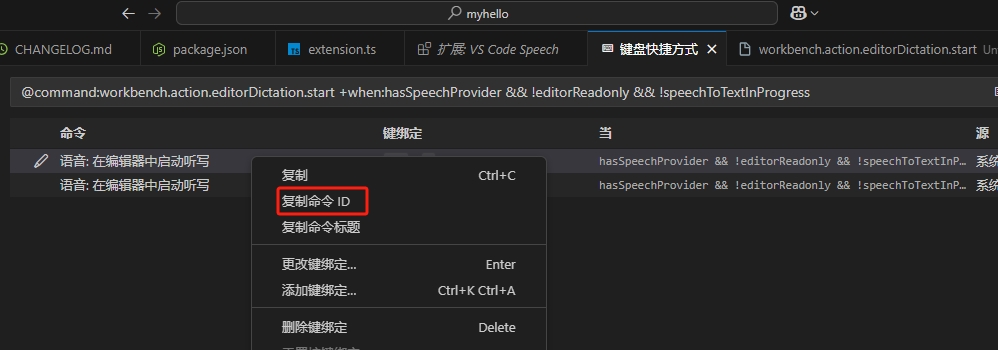 myhello
CHANGELOG.md package.json TS extension.ts 扩展: VS Code Speech 键盘快捷方式 workbench.action.editorDictation.start Un
@command:workbench.action.editorDictation.start +when:hasSpeechProvider && !editorReadonly && !speechToTextInProgress
命令 键绑定 当 源
语音: 在编辑器中启动听写 hasSpeechProvider && !editorReadonly && !speechToTextInP… 系统
语音: 在编辑器中启动听写 hasSpeechProvider && !editorReadonly && !speechToTextInP… 系统
复制 Ctrl+C
复制命令 ID
复制命令标题
更改键绑定... Enter
添加键绑定... Ctrl+K Ctrl+A
删除键绑定 Delete